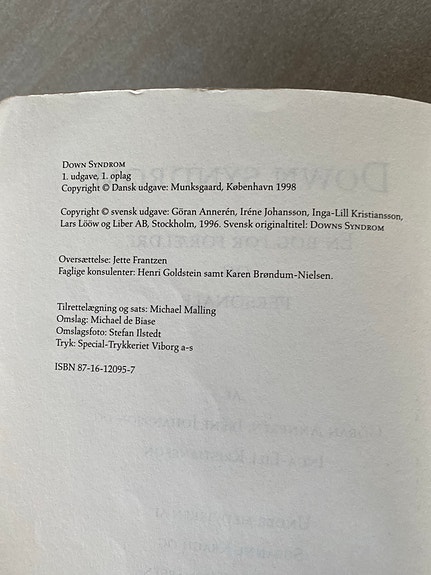 DOWN SYNDROM
1. udgave, 1. oplag
Copyright © Dansk udgave: Munksgaard, København 1998
Copyright © svensk udgave: Göran Annerén, Iréne Johansson, Inga-Lill Kristiansson,
Lars Lööw og Liber AB, Stockholm, 1996. Svensk originaltitel: DOWNS SYNDROM
Oversættelse: Jette Frantzen
Faglige konsulenter: Henri Goldstein samt Karen Brøndum-Nielsen.
Tilrettelægning og sats: Michael Malling
Omslag: Michael de Biase
Omslagsfoto: Stefan Ilstedt
Tryk: Special-Trykkeriet Viborg a-s
ISBN 87-16-12095-7